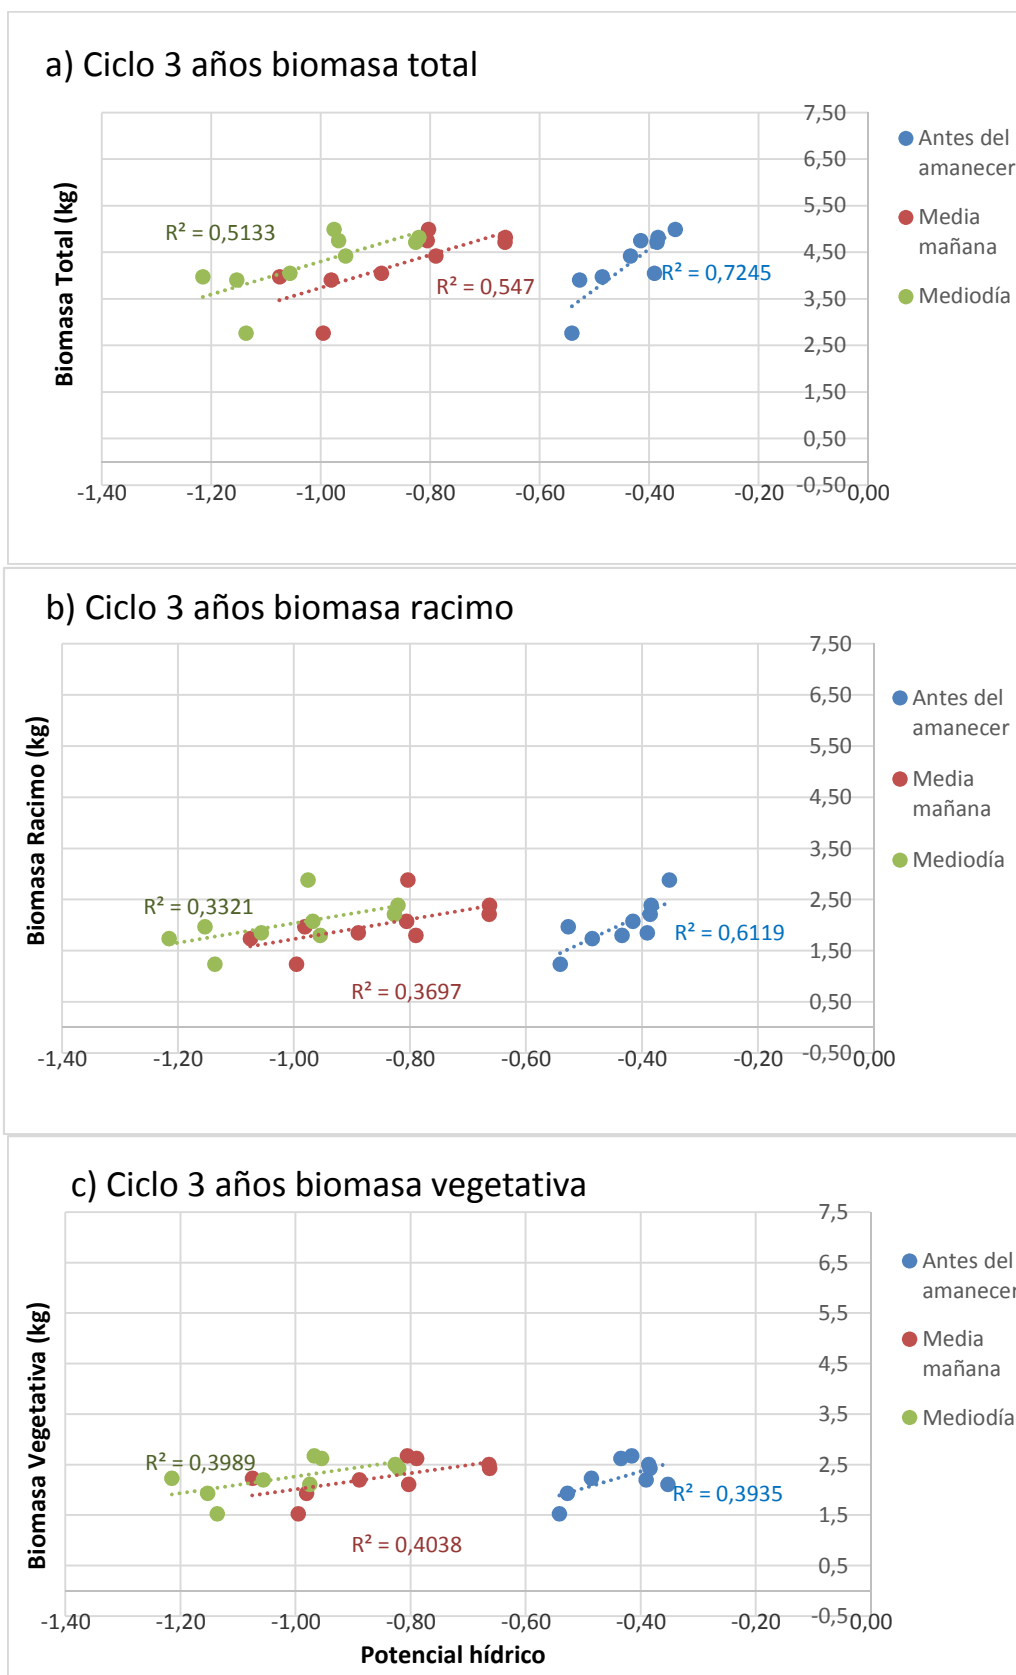 a) Ciclo 3 años biomasa total
Biomasa Total (kg)
7,50
6,50
5,50
4,50
3,50
2,50
1,50
0,50
-0,50
-1,40
-1,20
-1,00
-0,80
-0,60
-0,40
-0,20
0,00
R² = 0,5133
R² = 0,547
R² = 0,7245
Antes del
amanecer
Media
mañana
Mediodía
b) Ciclo 3 años biomasa racimo
Biomasa Racimo (kg)
7,50
6,50
5,50
4,50
3,50
2,50
1,50
0,50
-0,50
-1,40
-1,20
-1,00
-0,80
-0,60
-0,40
-0,20
0,00
R² = 0,3321
R² = 0,3697
R² = 0,6119
Antes del
amanecer
Media
mañana
Mediodía
c) Ciclo 3 años biomasa vegetativa
Biomasa Vegetativa (kg)
7,5
6,5
5,5
4,5
3,5
2,5
1,5
0,5
-0,5
-1,40
-1,20
-1,00
-0,80
-0,60
-0,40
-0,20
0,00
R² = 0,3989
R² = 0,4038
R² = 0,3935
Antes del
amanecer
Media
mañana
Mediodía
Potencial hídrico